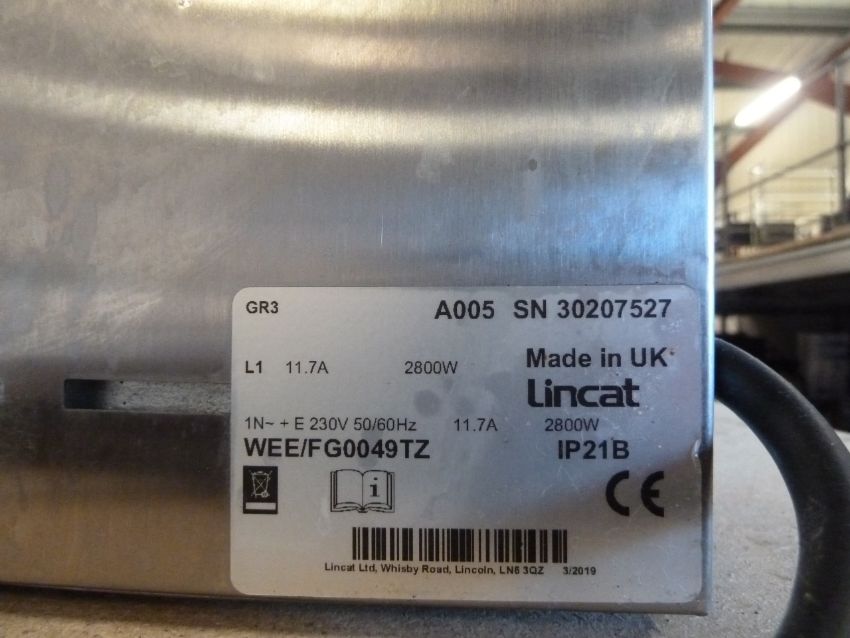 GR3 A005 SN 30207527
L1 11.7A 2800W Made in UK
Lincat
1N~ + E 230V 50/60Hz 11.7A 2800W
WEE/FG0049TZ IP21B
i CE
Lincat Ltd, Whisby Road, Lincoln, LN6 3QZ 3/2019